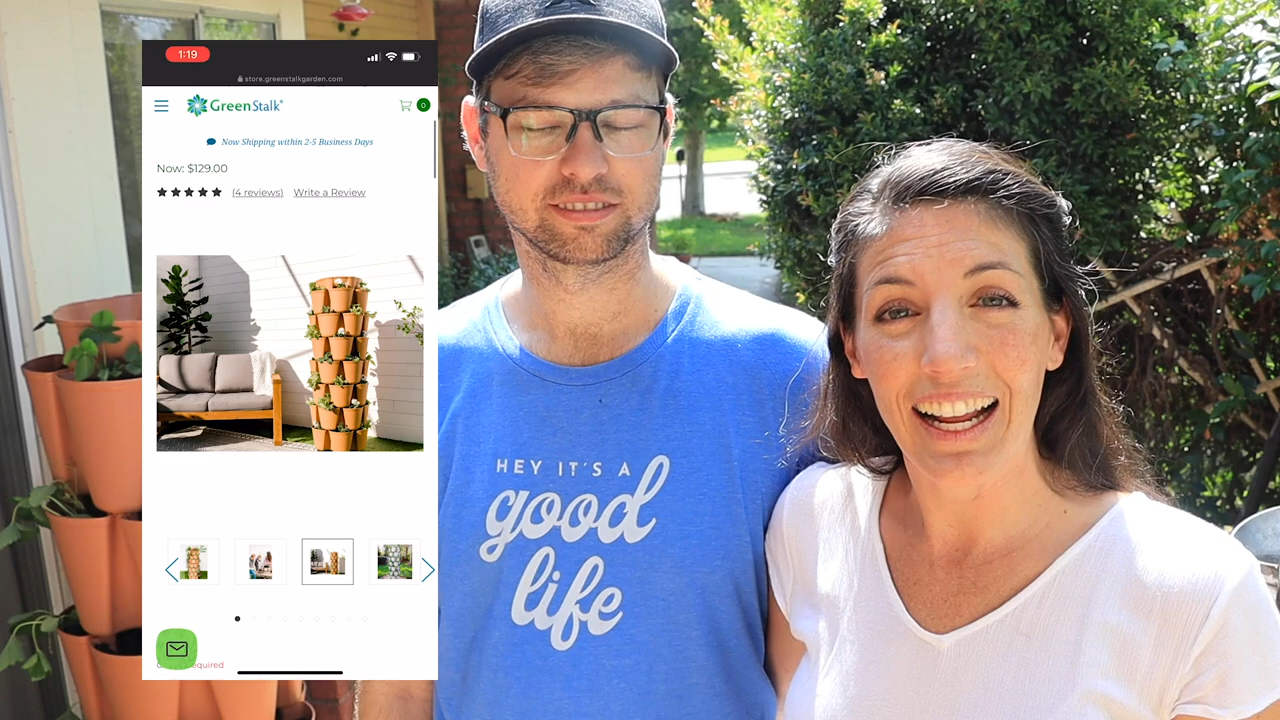 1:19
store.greenstalkgarden.com
GreenStalk®
0
Now Shipping within 2-5 Business Days
Now: $129.00
(4 reviews) Write a Review
HEY IT'S A
good
life